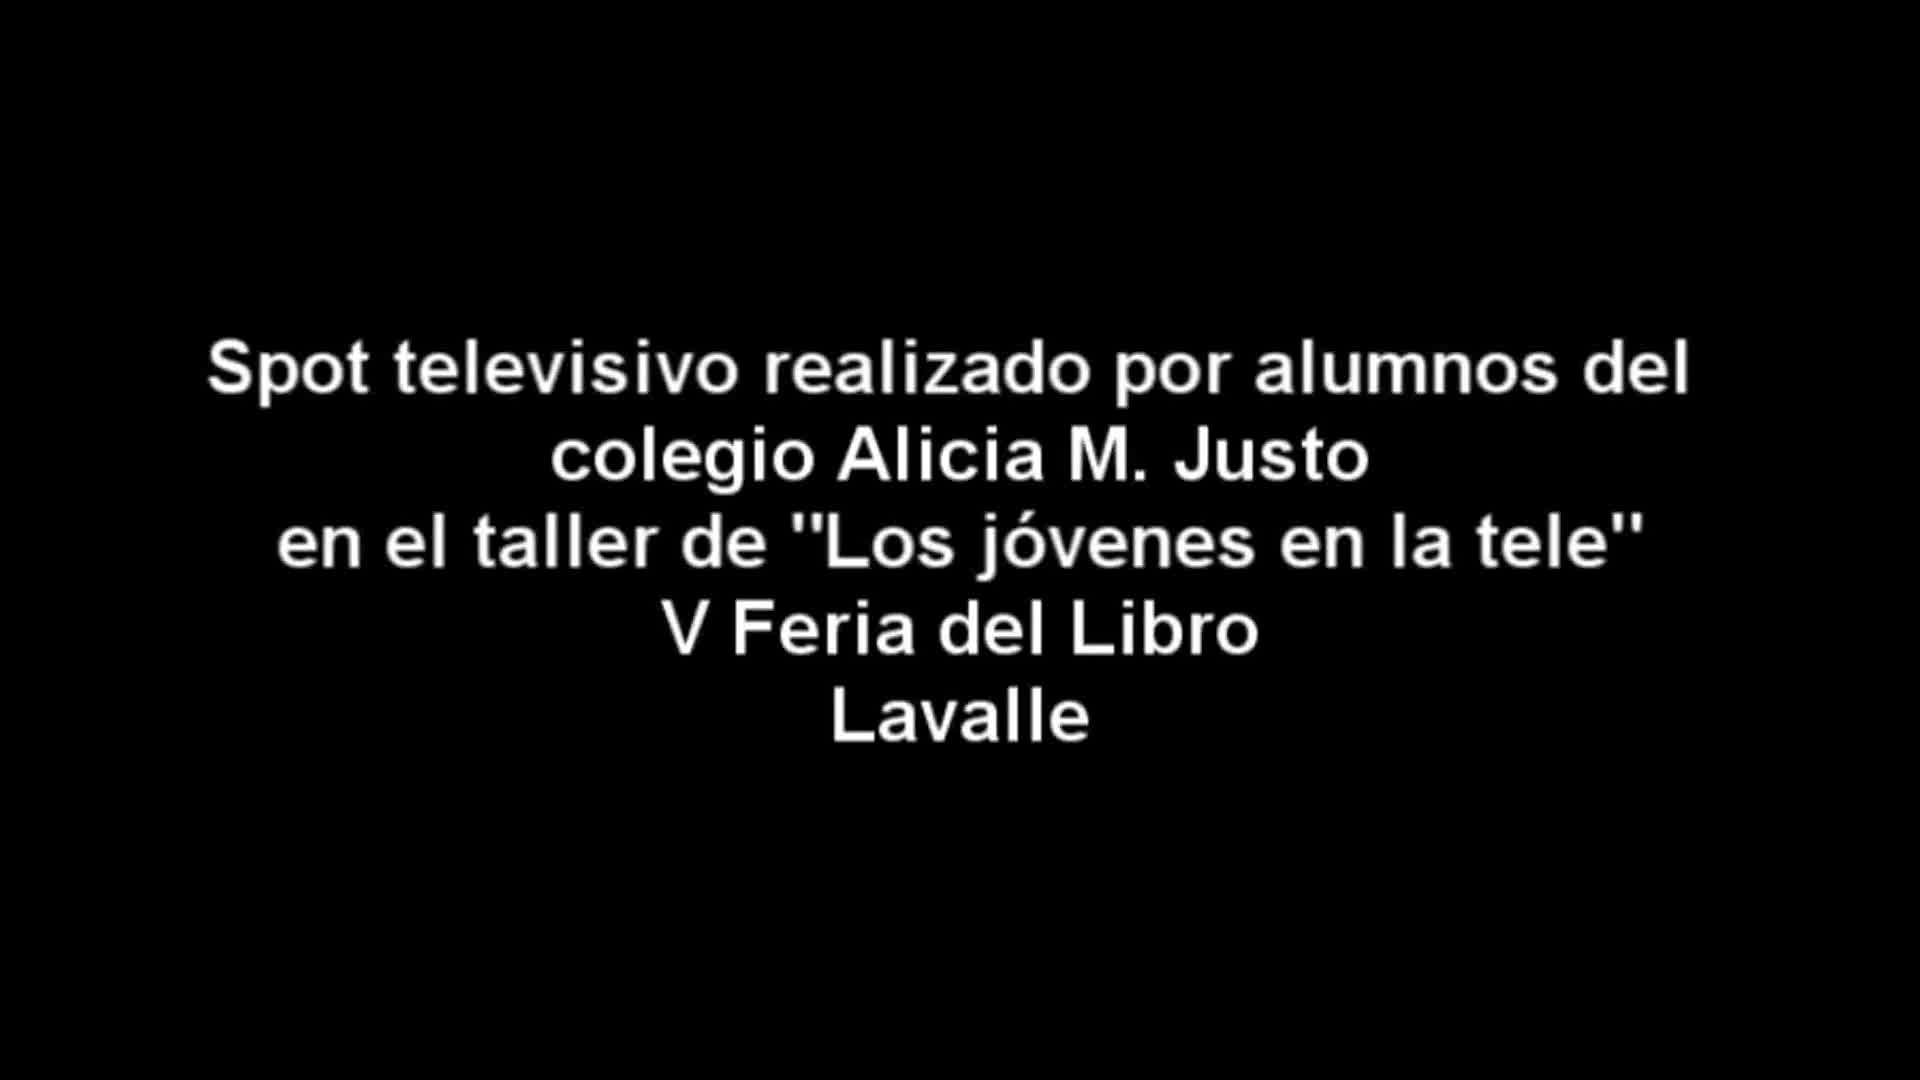 Spot televisivo realizado por alumnos del
colegio Alicia M. Justo
en el taller de "Los jóvenes en la tele"
V Feria del Libro
Lavalle